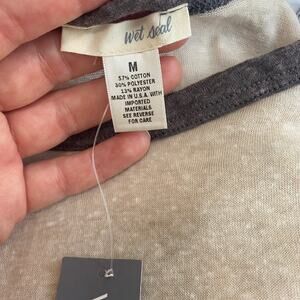 wet seal
M
57% COTTON
30% POLYESTER
13% RAYON
MADE IN U.S.A. WITH
IMPORTED
MATERIALS
SEE REVERSE
FOR CARE